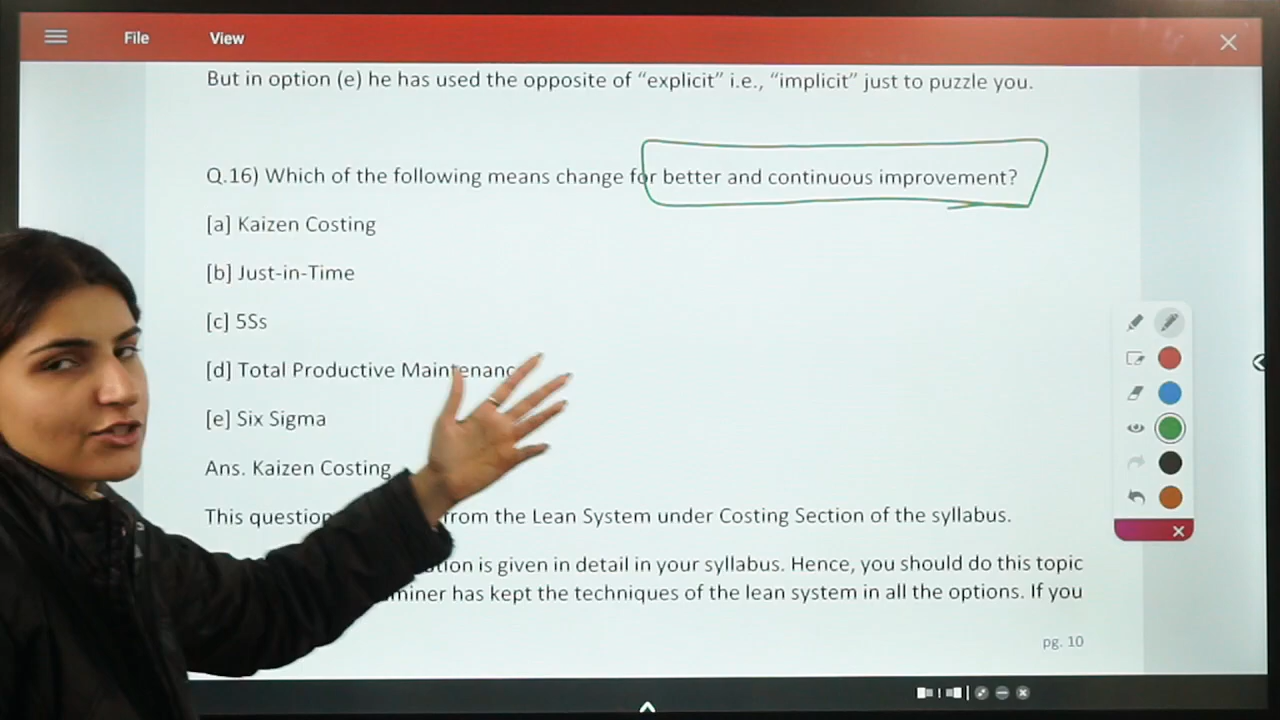 File View
But in option (e) he has used the opposite of “explicit” i.e., “implicit” just to puzzle you.
Q.16) Which of the following means change for better and continuous improvement?
[a] Kaizen Costing
[b] Just-in-Time
[c] 5Ss
[d] Total Productive
[e] Six Sigma
Ans. Kaizen Costing
This from the Lean System under Costing Section of the syllabus.
is given in detail in your syllabus. Hence, you should do this topic
has kept the techniques of the lean system in all the options. If you
pg. 10